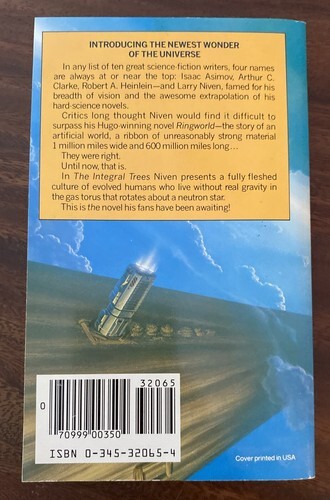 INTRODUCING THE NEWEST WONDER
OF THE UNIVERSE
In any list of ten great science-fiction writers, four names
are always at or near the top: Isaac Asimov, Arthur C.
Clarke, Robert A. Heinlein—and Larry Niven, famed for his
breadth of vision and the awesome extrapolation of his
hard-science novels.
Critics long thought Niven would find it difficult to
surpass his Hugo-winning novel Ringworld—the story of an
artificial world, a ribbon of unreasonably strong material
1 million miles wide and 600 million miles long...
They were right.
Until now, that is.
In The Integral Trees Niven presents a fully fleshed
culture of evolved humans who live without real gravity in
the gas torus that rotates about a neutron star.
This is the novel his fans have been awaiting!
32065
0
70999 00350
ISBN 0-345-32065-4
Cover printed in USA